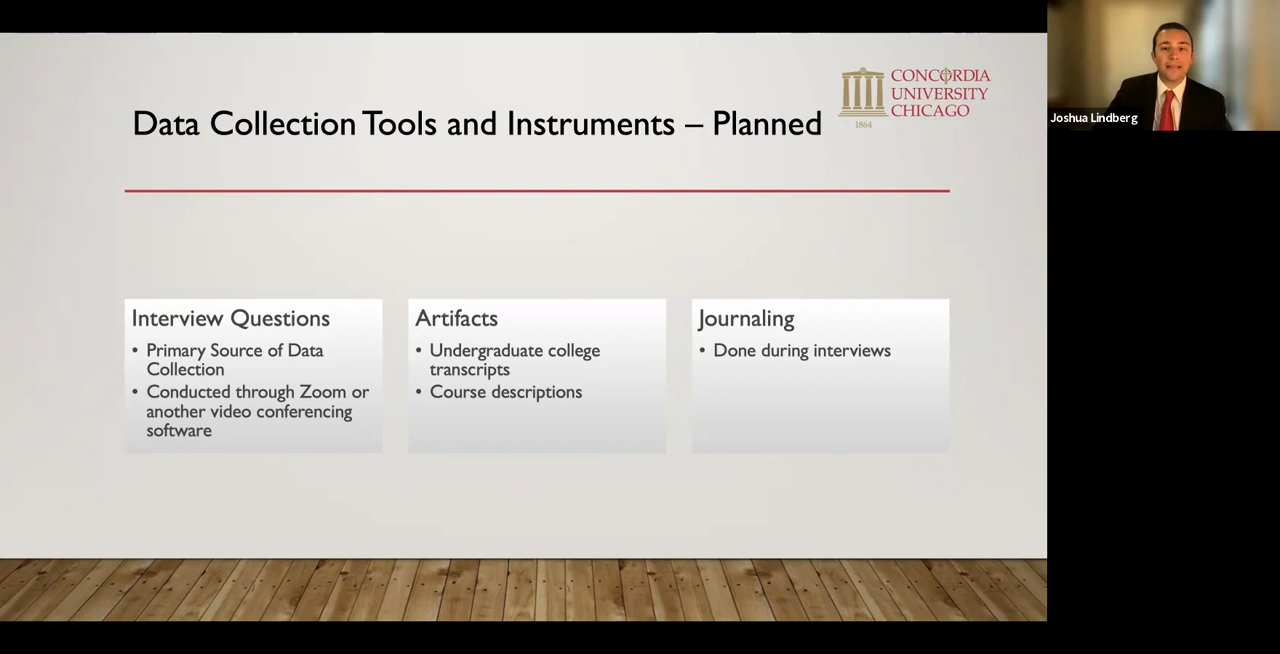 Data Collection Tools and Instruments – Planned
CONCORDIA
UNIVERSITY
CHICAGO
1864
Joshua Lindberg
Interview Questions
• Primary Source of Data
Collection
• Conducted through Zoom or
another video conferencing
software
Artifacts
• Undergraduate college
transcripts
• Course descriptions
Journaling
• Done during interviews